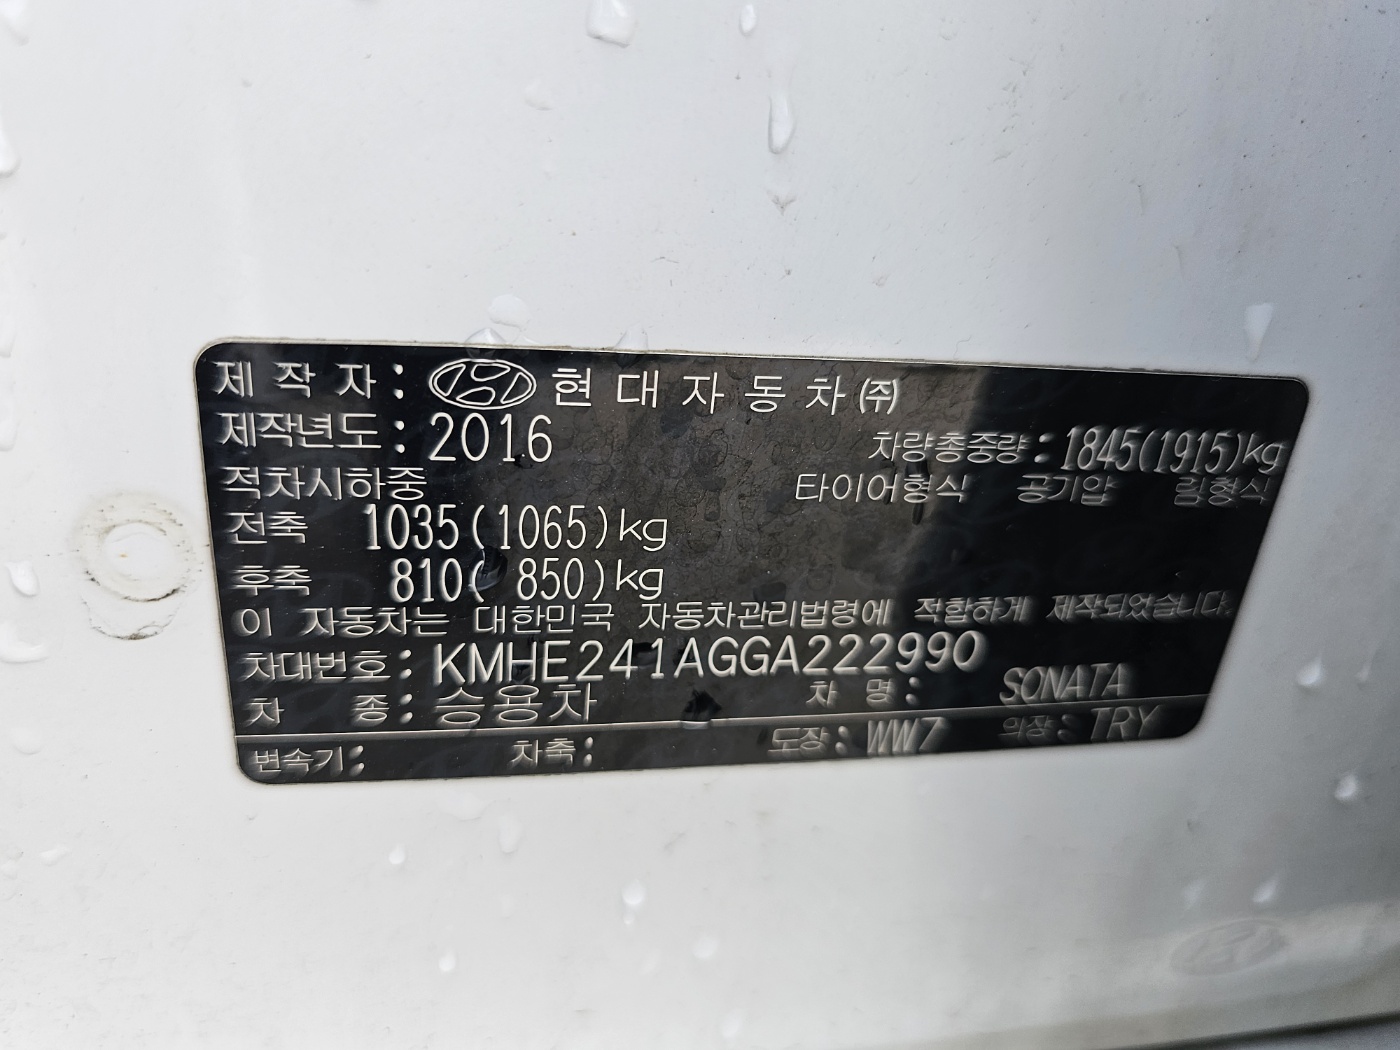 제 작 자 : 현 대 자 동 차 (주)
제작년도 : 2016
차량총중량 : 1845(1915)kg
적차시하중
타이어형식 공기압 림형식
전축 1035(1065)kg
후축 810( 850)kg
이 자동차는 대한민국 자동차관리법령에 적합하게 제작되었습니다.
차대번호 : KMHE241AGGA222990
차 종 : 승용차 차 명 : SONATA
변속기 : 차축 : 도장 : WW7 의장 : TRY